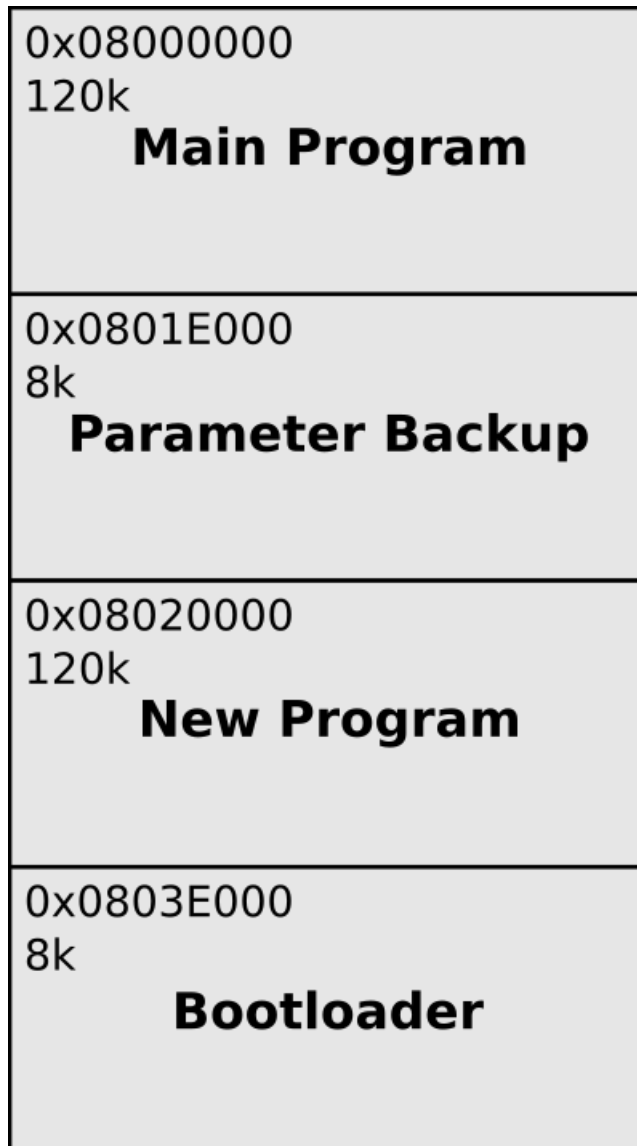 0x08000000
120k
Main Program
0x0801E000
8k
Parameter Backup
0x08020000
120k
New Program
0x0803E000
8k
Bootloader